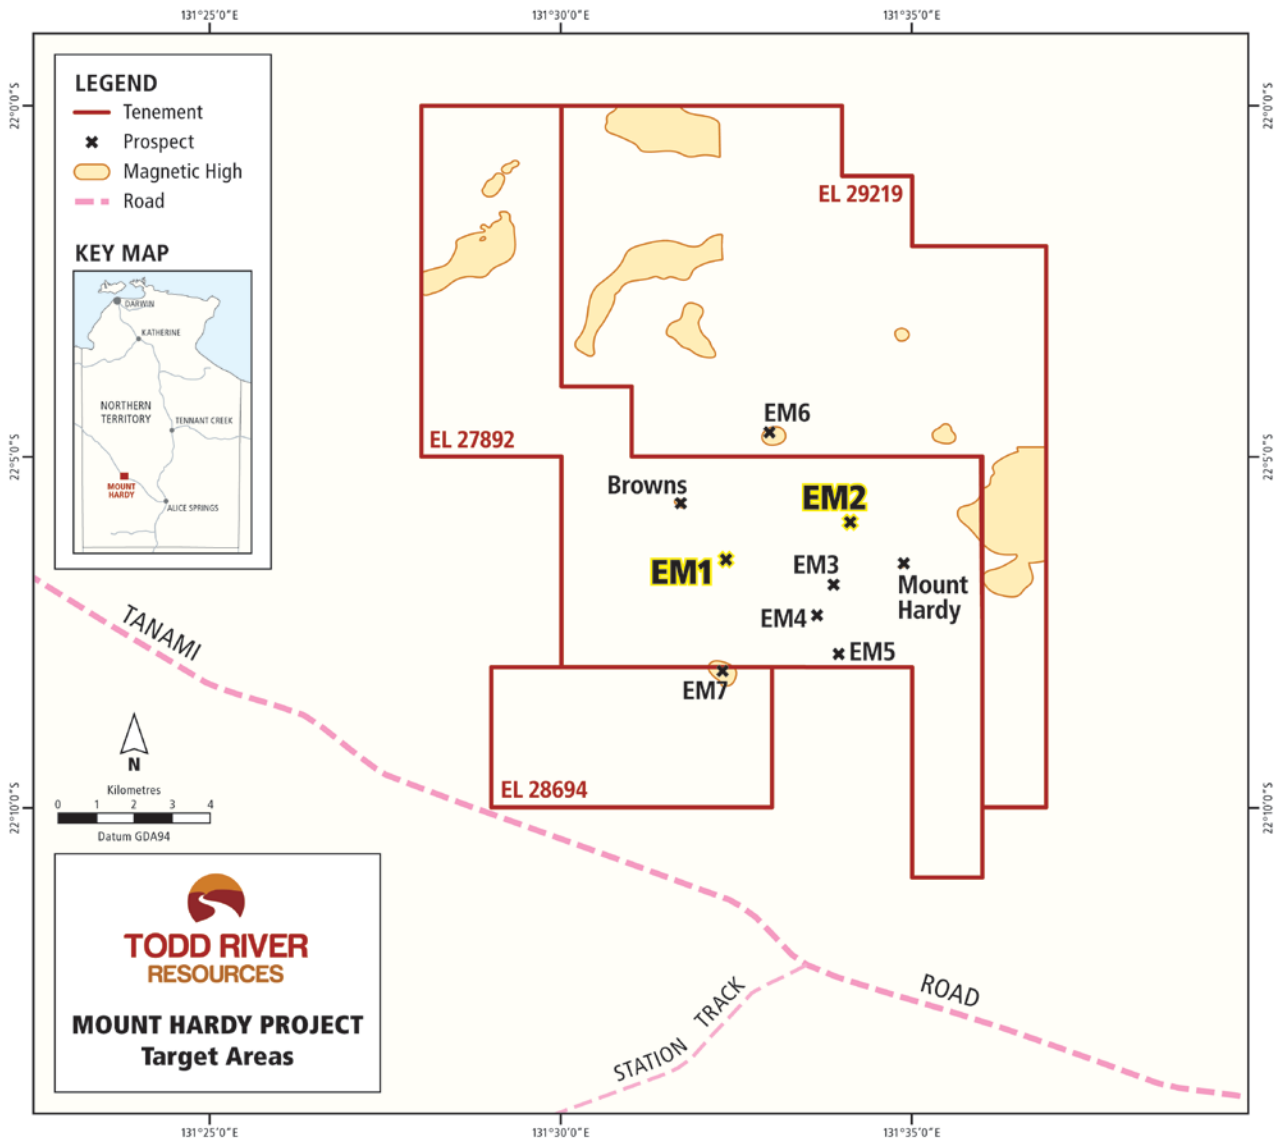 131°25'0"E
131°30'0"E
131°35'0"E
22°0'0"S
22°0'0"S
LEGEND
Tenement
Prospect
Magnetic High
Road
EL 29219
KEY MAP
DARWIN
KATHERINE
NORTHERN
TERRITORY
TENNANT CREEK
MOUNT
HARDY
ALICE SPRINGS
EM6
EL 27892
22°5'0"S
22°5'0"S
Browns
EM2
EM1
EM3
Mount
Hardy
EM4
EM5
TANAMI
EM7
N
EL 28694
Kilometres
0 1 2 3 4
Datum GDA94
22°10'0"S
22°10'0"S
TODD RIVER
RESOURCES
MOUNT HARDY PROJECT
Target Areas
STATION TRACK
ROAD
131°25'0"E
131°30'0"E
131°35'0"E